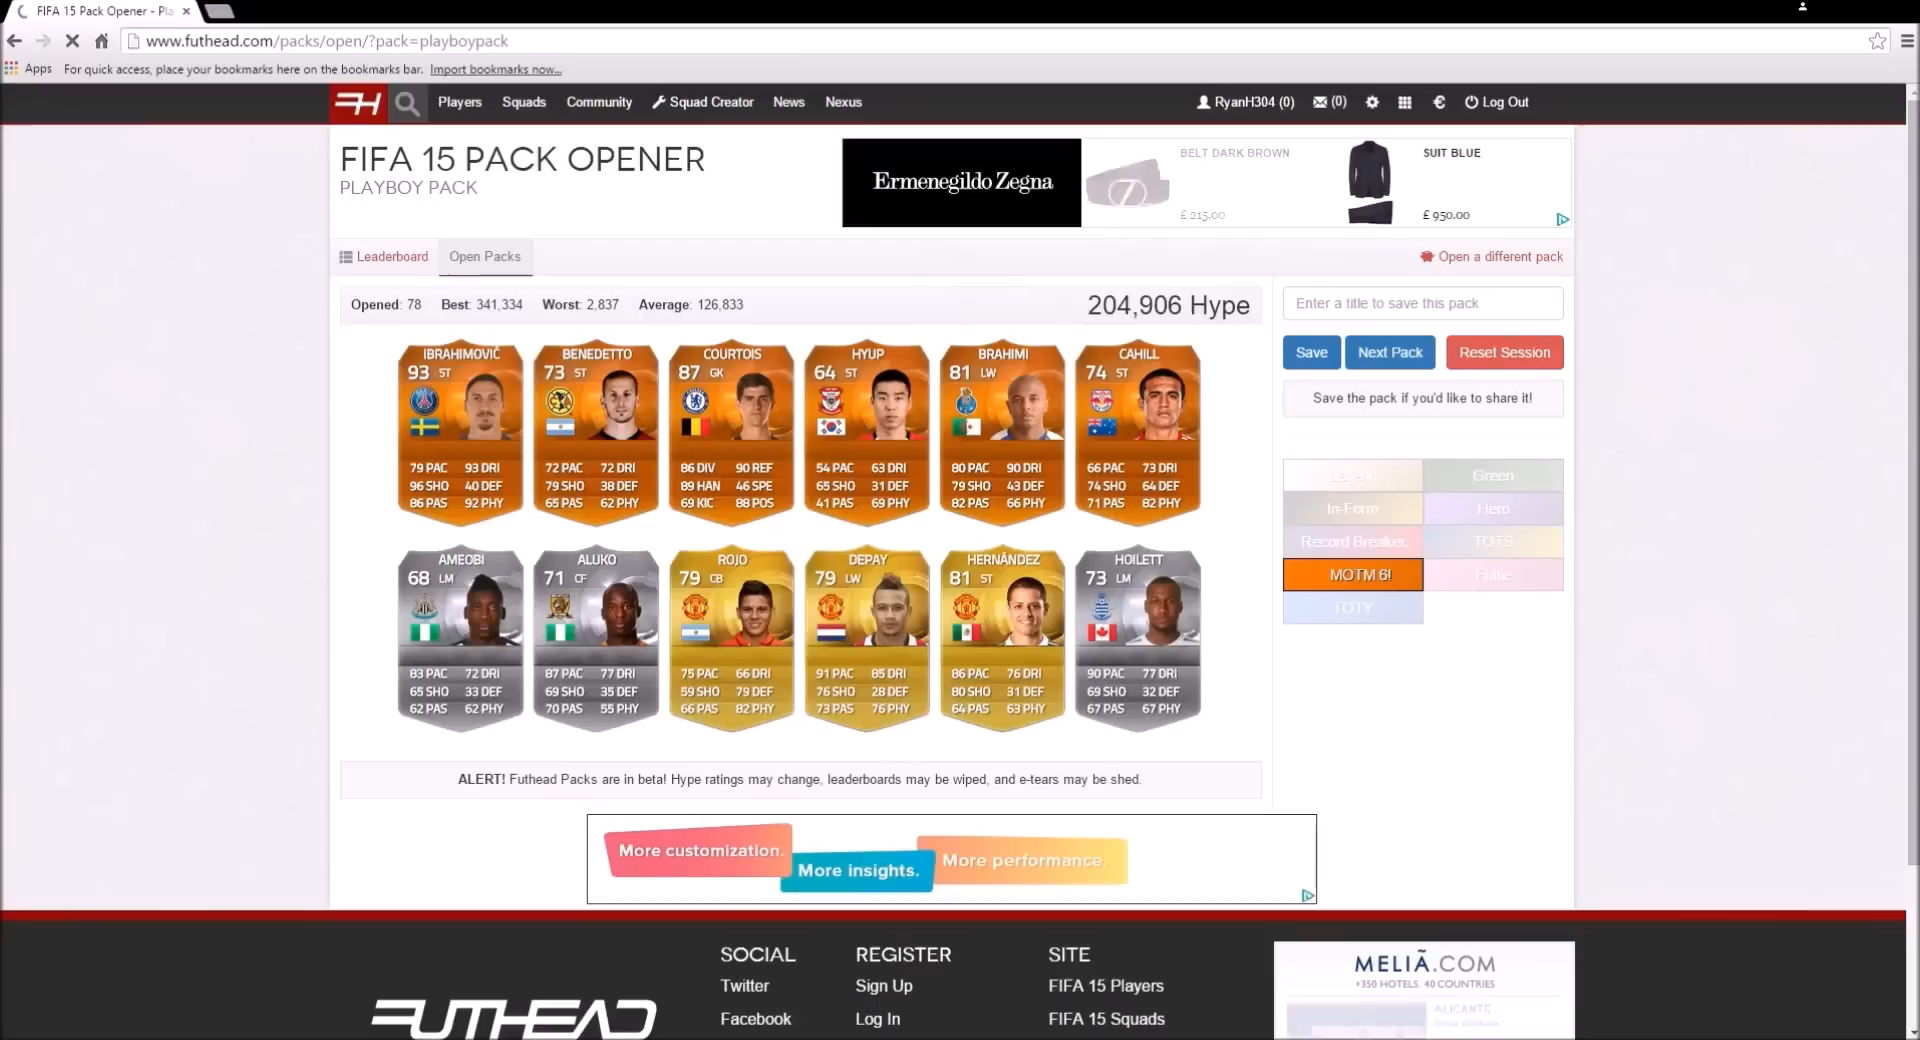 FIFA 15 Pack Opener - Pla
www.futhead.com/packs/open/?pack=playboypack
Apps For quick access, place your bookmarks here on the bookmarks bar. Import bookmarks now...
FH Players Squads Community Squad Creator News Nexus RyanH304 (0) (0) € Log Out
FIFA 15 PACK OPENER
PLAYBOY PACK
Ermenegildo Zegna
BELT DARK BROWN
£ 215.00
SUIT BLUE
£ 950.00
Leaderboard Open Packs Open a different pack
Opened: 78 Best: 341,334 Worst: 2,837 Average: 126,833 204,906 Hype
Enter a title to save this pack
Save Next Pack Reset Session
Save the pack if you'd like to share it!
Legend Green
In-Form Hero
Record Breaker. TOTS
MOTM 6! Futtie
TOTY
IBRAHIMOVIĆ BENEDETTO COURTOIS HYUP BRAHIMI CAHILL
93 ST 73 ST 87 GK 64 ST 81 LW 74 ST
79 PAC 93 DRI 72 PAC 72 DRI 86 DIV 90 REF 54 PAC 63 DRI 80 PAC 90 DRI 66 PAC 73 DRI
96 SHO 40 DEF 79 SHO 38 DEF 89 HAN 46 SPE 65 SHO 31 DEF 79 SHO 43 DEF 74 SHO 64 DEF
86 PAS 92 PHY 65 PAS 62 PHY 69 KIC 88 POS 41 PAS 69 PHY 82 PAS 66 PHY 71 PAS 82 PHY
AMEOBI ALUKO ROJO DEPAY HERNÁNDEZ HOILETT
68 LM 71 CF 79 CB 79 LW 81 ST 73 LM
83 PAC 72 DRI 87 PAC 77 DRI 75 PAC 66 DRI 91 PAC 85 DRI 86 PAC 76 DRI 90 PAC 77 DRI
65 SHO 33 DEF 69 SHO 35 DEF 59 SHO 79 DEF 76 SHO 28 DEF 80 SHO 31 DEF 69 SHO 32 DEF
62 PAS 62 PHY 70 PAS 55 PHY 66 PAS 82 PHY 73 PAS 76 PHY 64 PAS 63 PHY 67 PAS 67 PHY
ALERT! Futhead Packs are in beta! Hype ratings may change, leaderboards may be wiped, and e-tears may be shed.
More customization.
More insights.
More performance.
FUTHEAD
SOCIAL
Twitter
Facebook
REGISTER
Sign Up
Log In
SITE
FIFA 15 Players
FIFA 15 Squads
MELIÃ.COM
+350 HOTELS. 40 COUNTRIES
ALICANTE